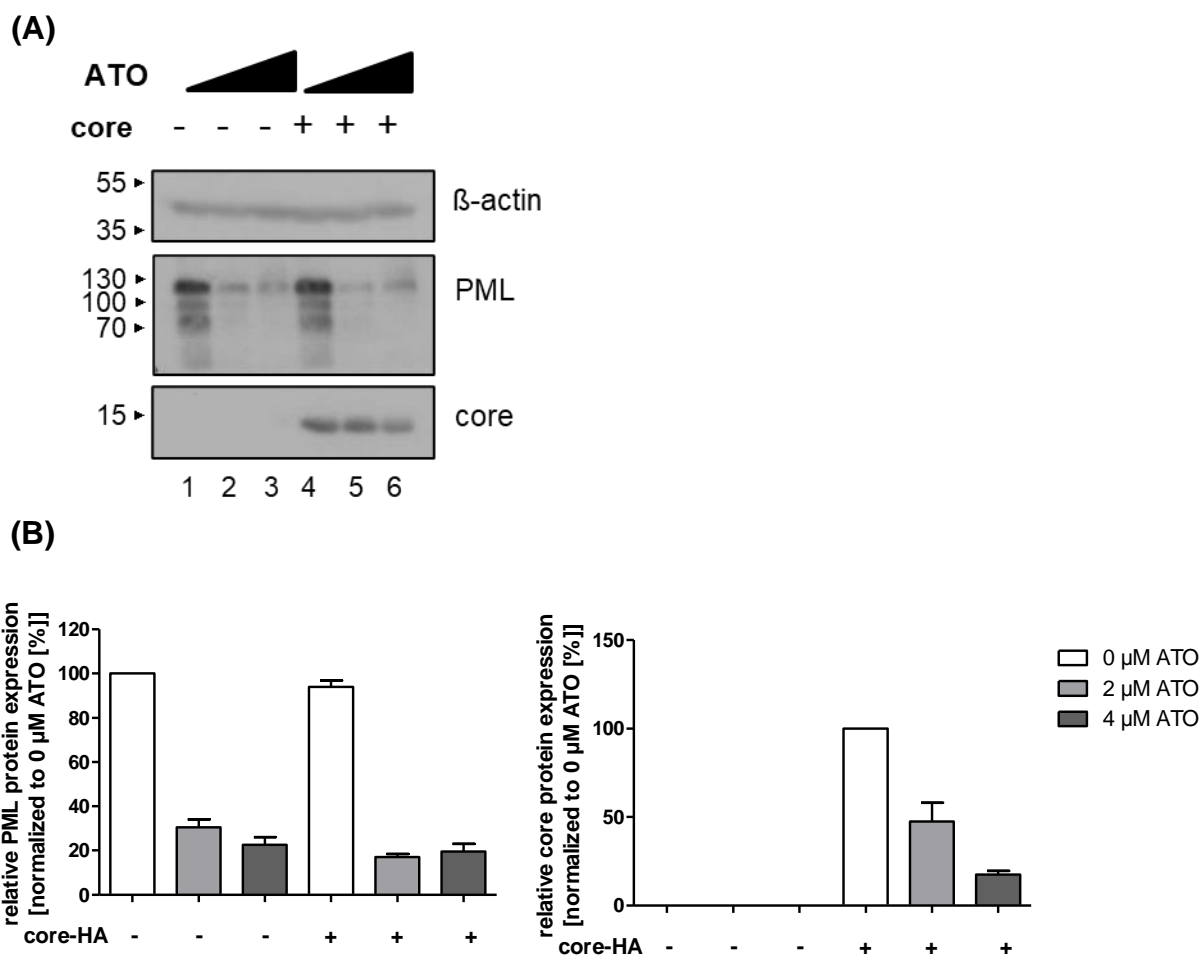 (A)
ATO
core - - - + + +
55
35
ß-actin
130
100
70
PML
15
core
1 2 3 4 5 6
(B)
relative PML protein expression
[normalized to 0 µM ATO [%]]
120
100
80
60
40
20
0
core-HA - - - + + +
relative core protein expression
[normalized to 0 µM ATO [%]]
150
100
50
0
core-HA - - - + + +
0 µM ATO
2 µM ATO
4 µM ATO